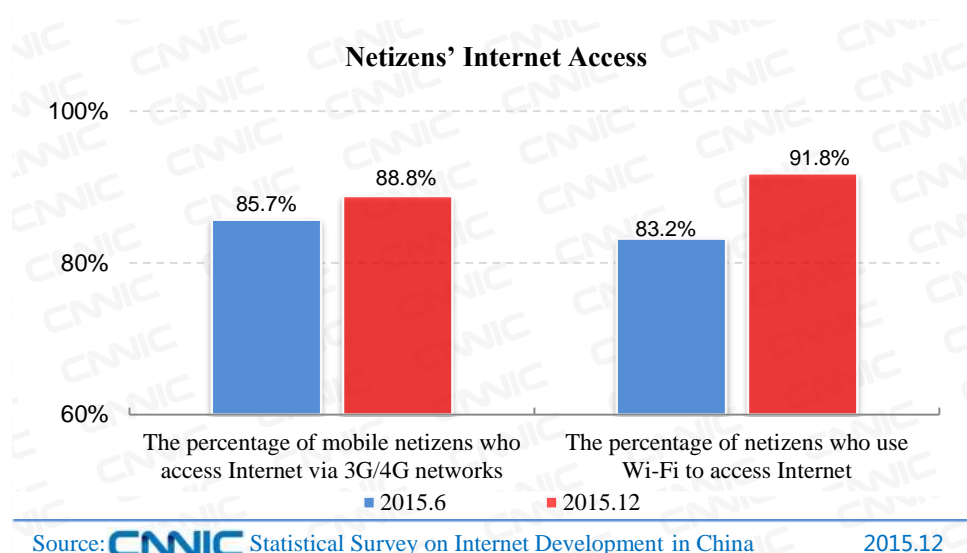 Netizens' Internet Access
100%
80%
60%
85.7%
88.8%
83.2%
91.8%
The percentage of mobile netizens who
access Internet via 3G/4G networks
The percentage of netizens who use
Wi-Fi to access Internet
2015.6
2015.12
Source: CNNIC Statistical Survey on Internet Development in China 2015.12